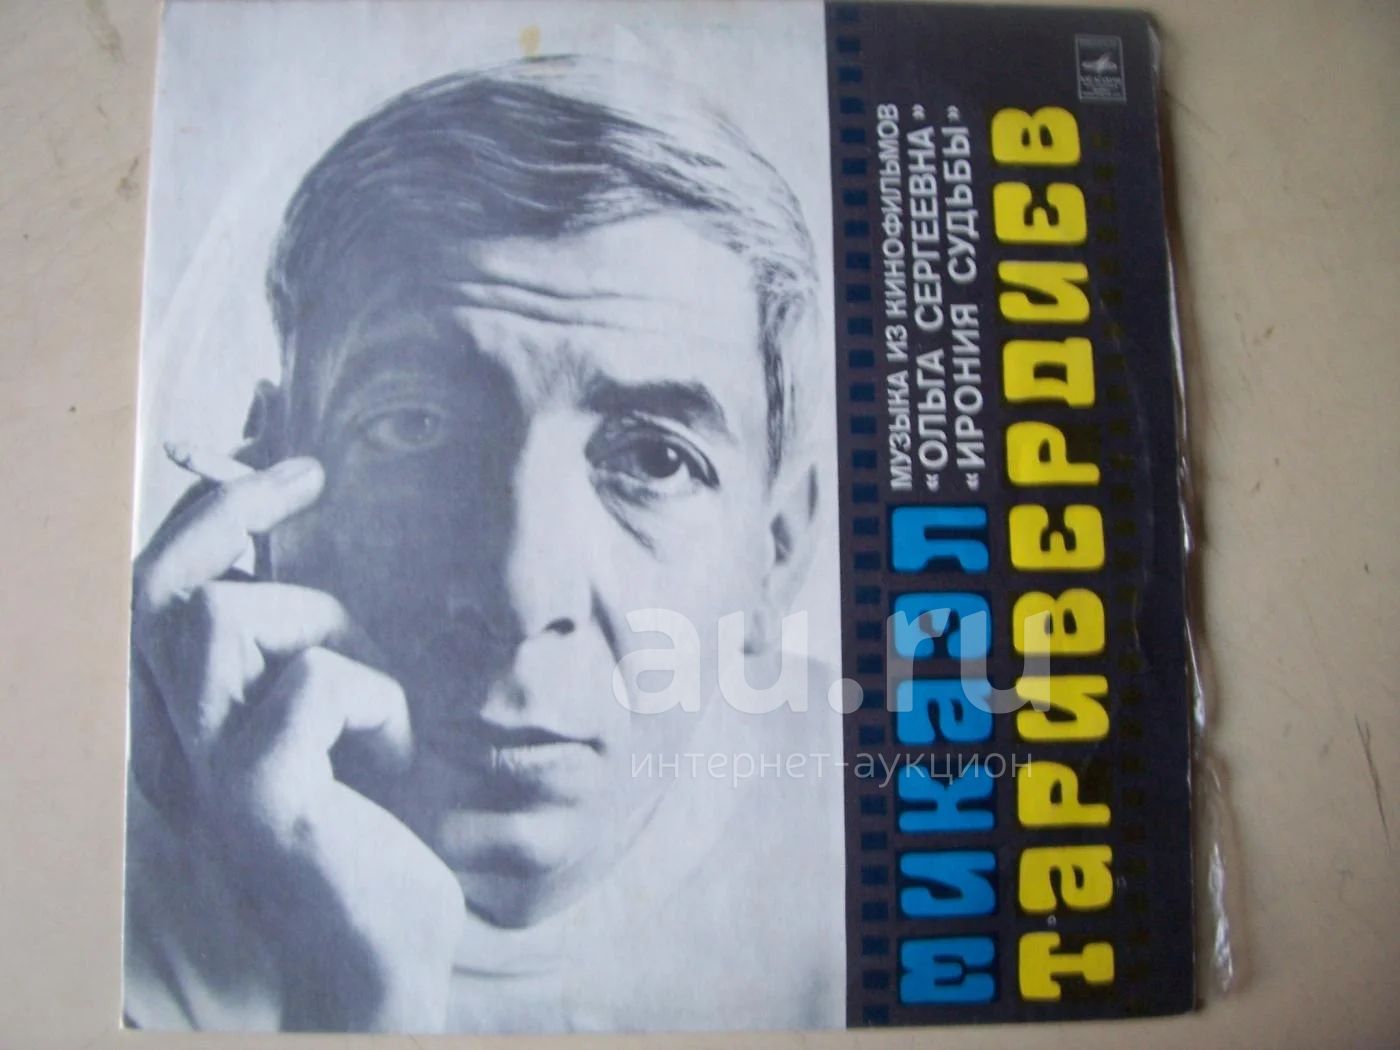 МУЗЫКА ИЗ КИНОФИЛЬМОВ
«ОЛЬГА СЕРГЕЕВНА»
«ИРОНИЯ СУДЬБЫ»
МИКАЭЛ
ТАРИВЕРДИЕВ
au.ru
интернет-аукцион